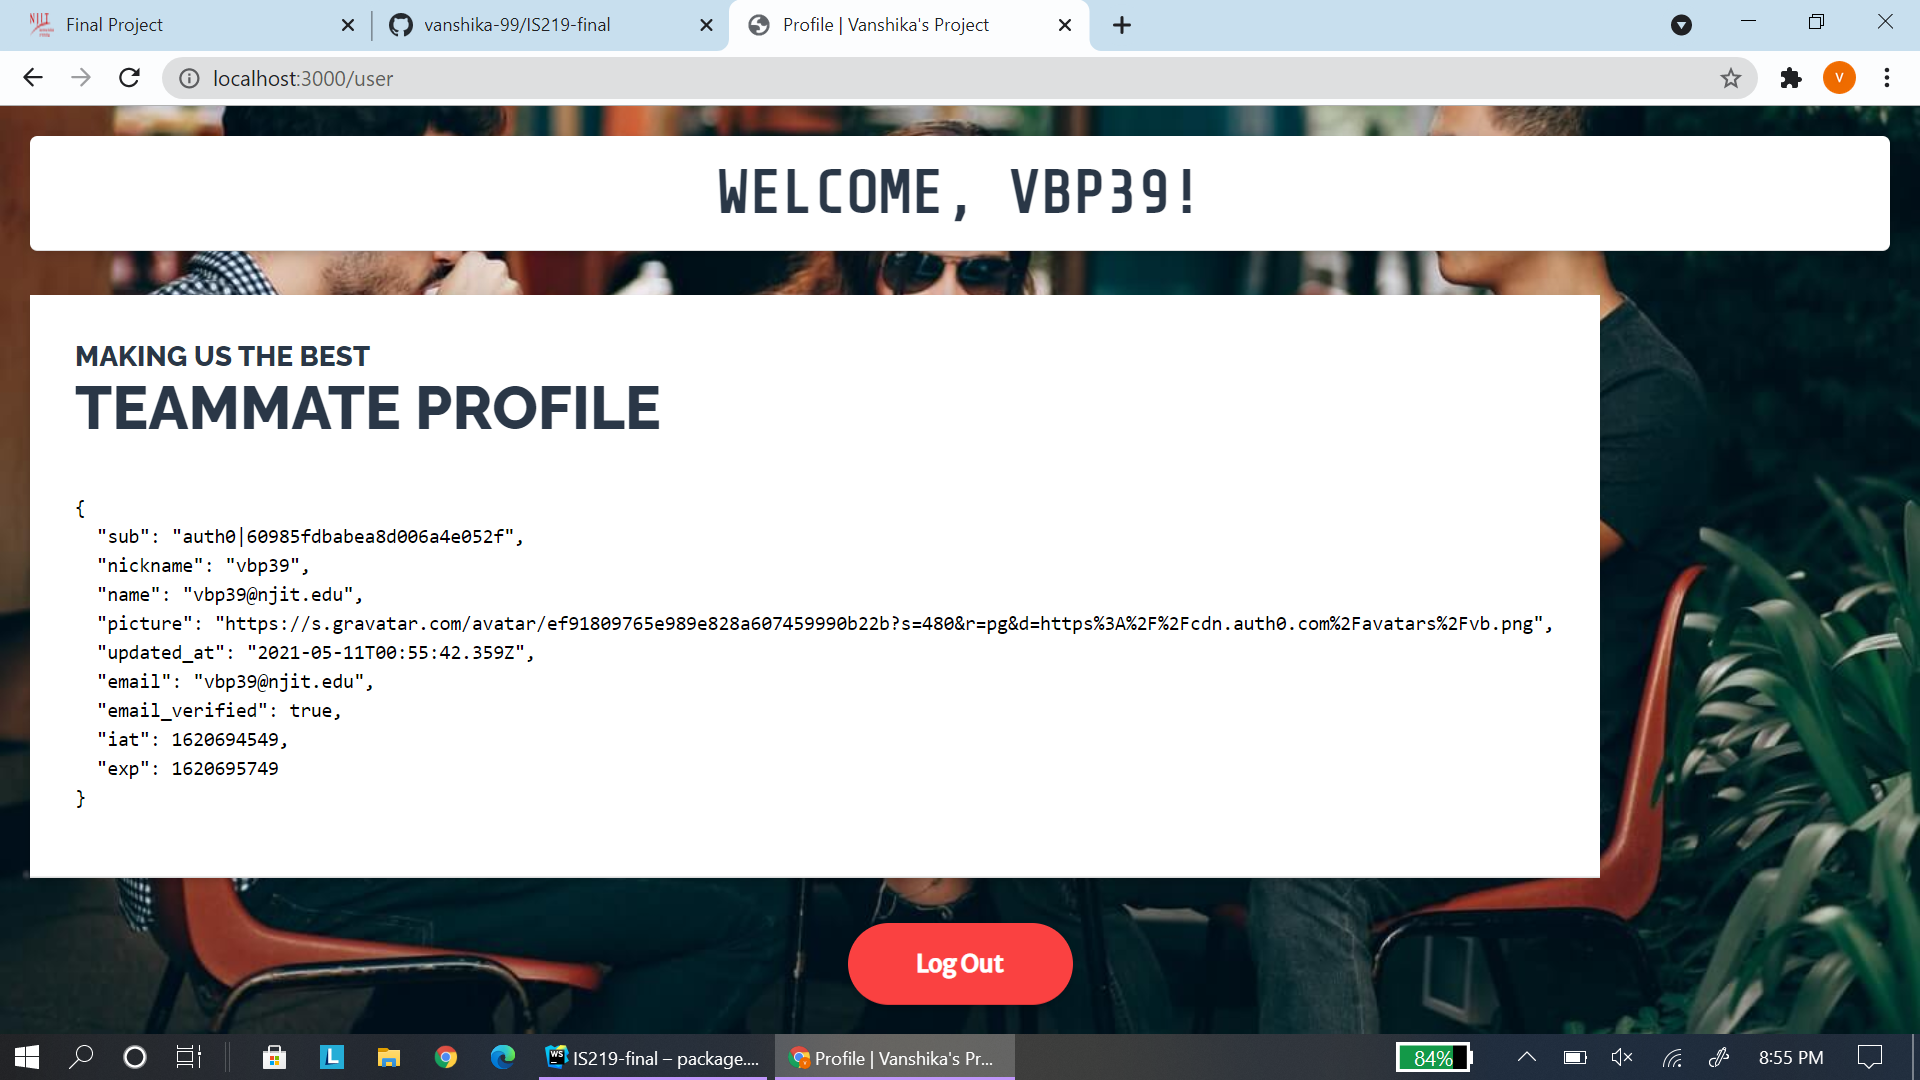 NJIT
Final Project
vanshika-99/IS219-final
Profile | Vanshika's Project
localhost:3000/user
V
WELCOME, VBP39!
MAKING US THE BEST
TEAMMATE PROFILE
{
"sub": "auth0|60985fdbabea8d006a4e052f",
"nickname": "vbp39",
"name": "vbp39@njit.edu",
"picture": "https://s.gravatar.com/avatar/ef91809765e989e828a607459990b22b?s=480&r=pg&d=https%3A%2F%2Fcdn.auth0.com%2Favatars%2Fvb.png",
"updated_at": "2021-05-11T00:55:42.359Z",
"email": "vbp39@njit.edu",
"email_verified": true,
"iat": 1620694549,
"exp": 1620695749
}
Log Out
L
WS
IS219-final – package....
Profile | Vanshika's Pr...
84%
8:55 PM